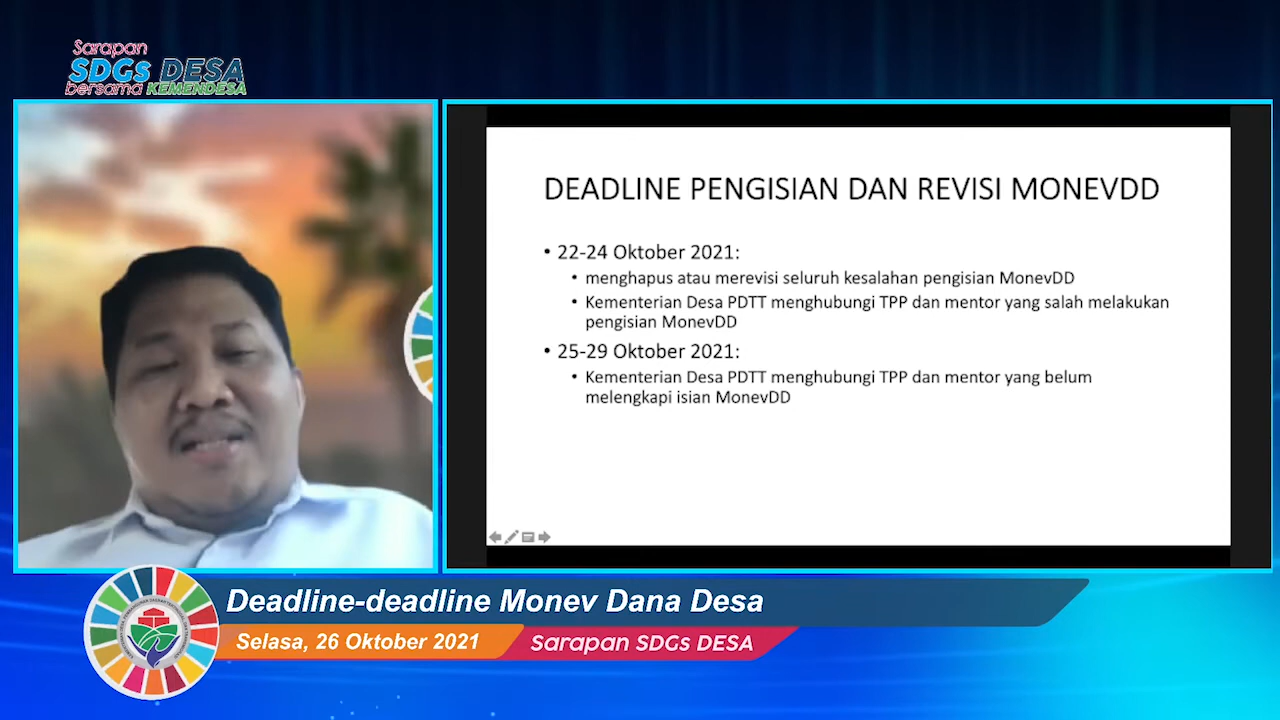 Sarapan
SDGs DESA
bersama KEMENDESA
DEADLINE PENGISIAN DAN REVISI MONEVDD
• 22-24 Oktober 2021:
• menghapus atau merevisi seluruh kesalahan pengisian MonevDD
• Kementerian Desa PDTT menghubungi TPP dan mentor yang salah melakukan
pengisian MonevDD
• 25-29 Oktober 2021:
• Kementerian Desa PDTT menghubungi TPP dan mentor yang belum
melengkapi isian MonevDD
Deadline-deadline Monev Dana Desa
Selasa, 26 Oktober 2021
Sarapan SDGs DESA